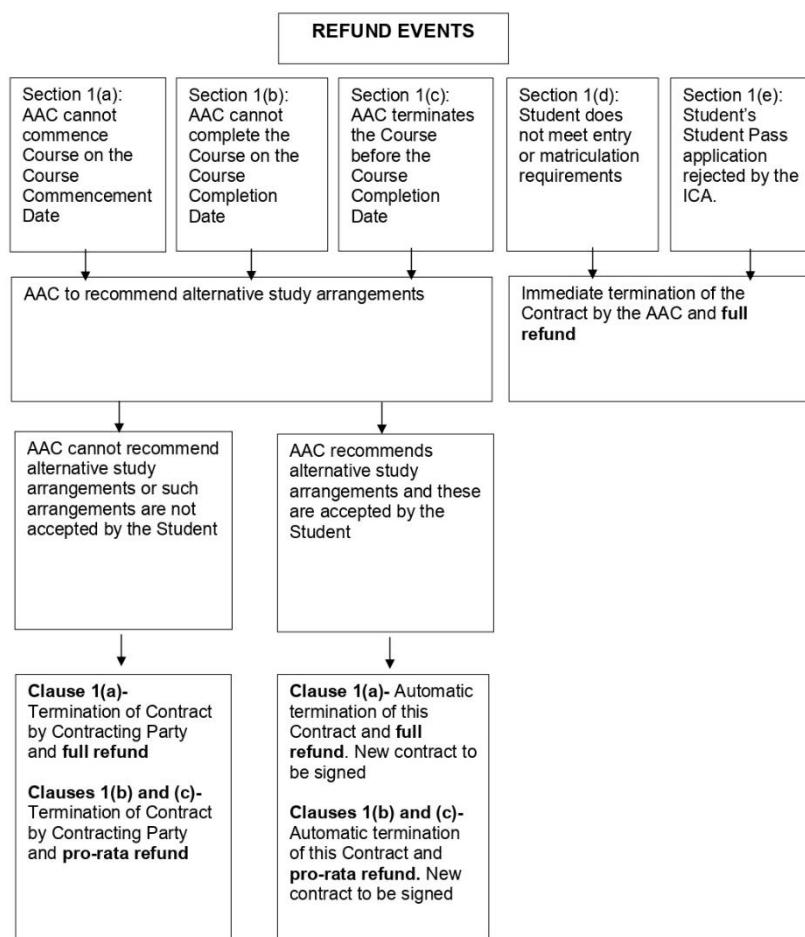 REFUND EVENTS
Section 1(a):
AAC cannot
commence
Course on the
Course
Commencement
Date
Section 1(b):
AAC cannot
complete the
Course on the
Course
Completion
Date
Section 1(c):
AAC terminates
the Course
before the
Course
Completion
Date
Section 1(d):
Student does
not meet entry
or matriculation
requirements
Section 1(e):
Student’s
Student Pass
application
rejected by the
ICA.
AAC to recommend alternative study arrangements
Immediate termination of the
Contract by the AAC and full
refund
AAC cannot recommend
alternative study
arrangements or such
arrangements are not
accepted by the Student
AAC recommends
alternative study
arrangements and these
are accepted by the
Student
Clause 1(a)-
Termination of Contract
by Contracting Party
and full refund
Clauses 1(b) and (c)-
Termination of Contract
by Contracting Party
and pro-rata refund
Clause 1(a)- Automatic
termination of this
Contract and full
refund. New contract to
be signed
Clauses 1(b) and (c)-
Automatic termination
of this Contract and
pro-rata refund. New
contract to be signed